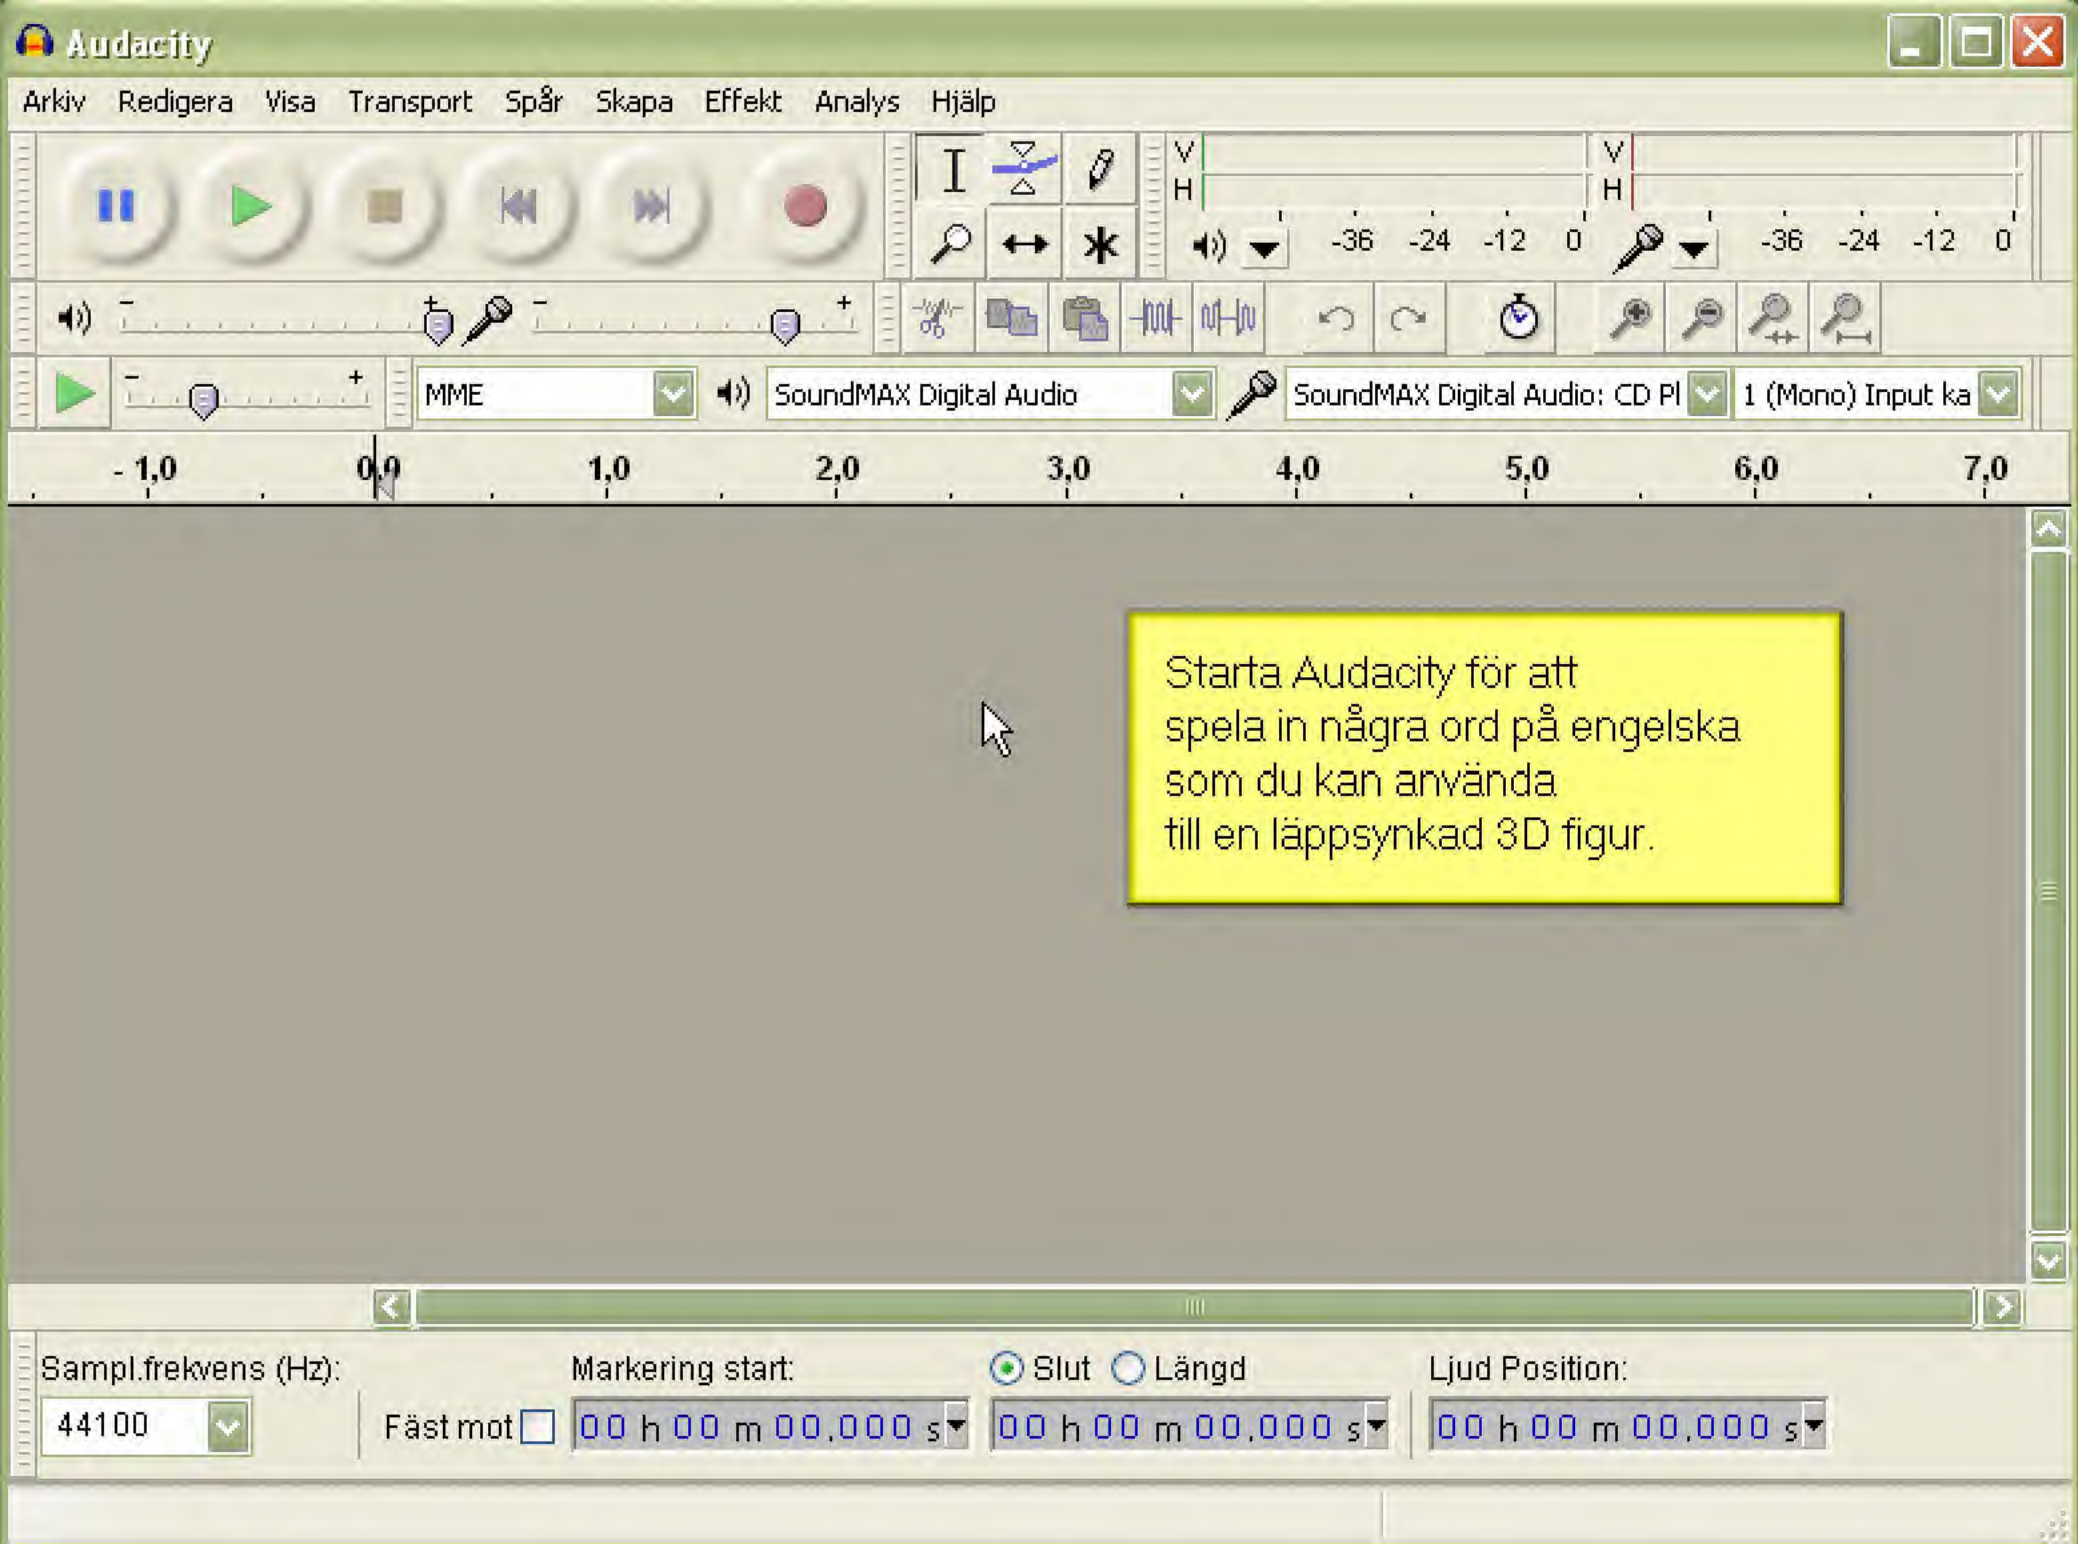 Audacity
Arkiv Redigera Visa Transport Spår Skapa Effekt Analys Hjälp
V V
H H
-36 -24 -12 0 -36 -24 -12 0
- + - +
- + MME SoundMAX Digital Audio SoundMAX Digital Audio: CD Pl 1 (Mono) Input ka
- 1,0 0,0 1,0 2,0 3,0 4,0 5,0 6,0 7,0
Starta Audacity för att
spela in några ord på engelska
som du kan använda
till en läppsynkad 3D figur.
Sampl.frekvens (Hz): Markering start: Slut Längd Ljud Position:
44100 Fäst mot 00 h 00 m 00.000 s 00 h 00 m 00.000 s 00 h 00 m 00.000 s